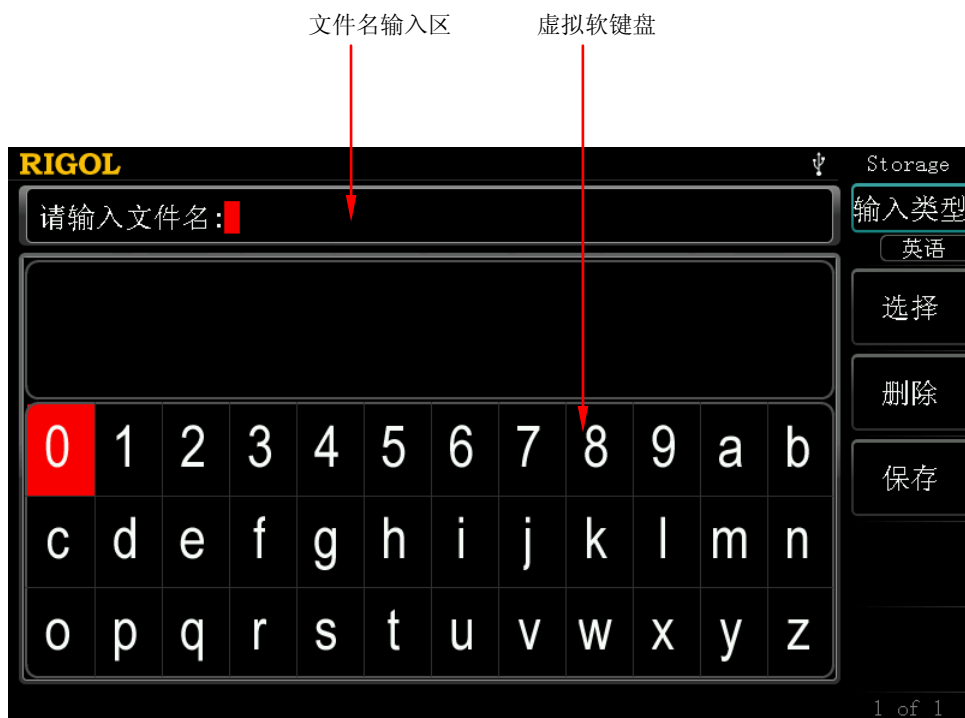 文件名输入区 虚拟软键盘
RIGOL Storage
请输入文件名: 输入类型
英语
选择
删除
0 1 2 3 4 5 6 7 8 9 a b
保存
c d e f g h i j k l m n
o p q r s t u v w x y z
1 of 1